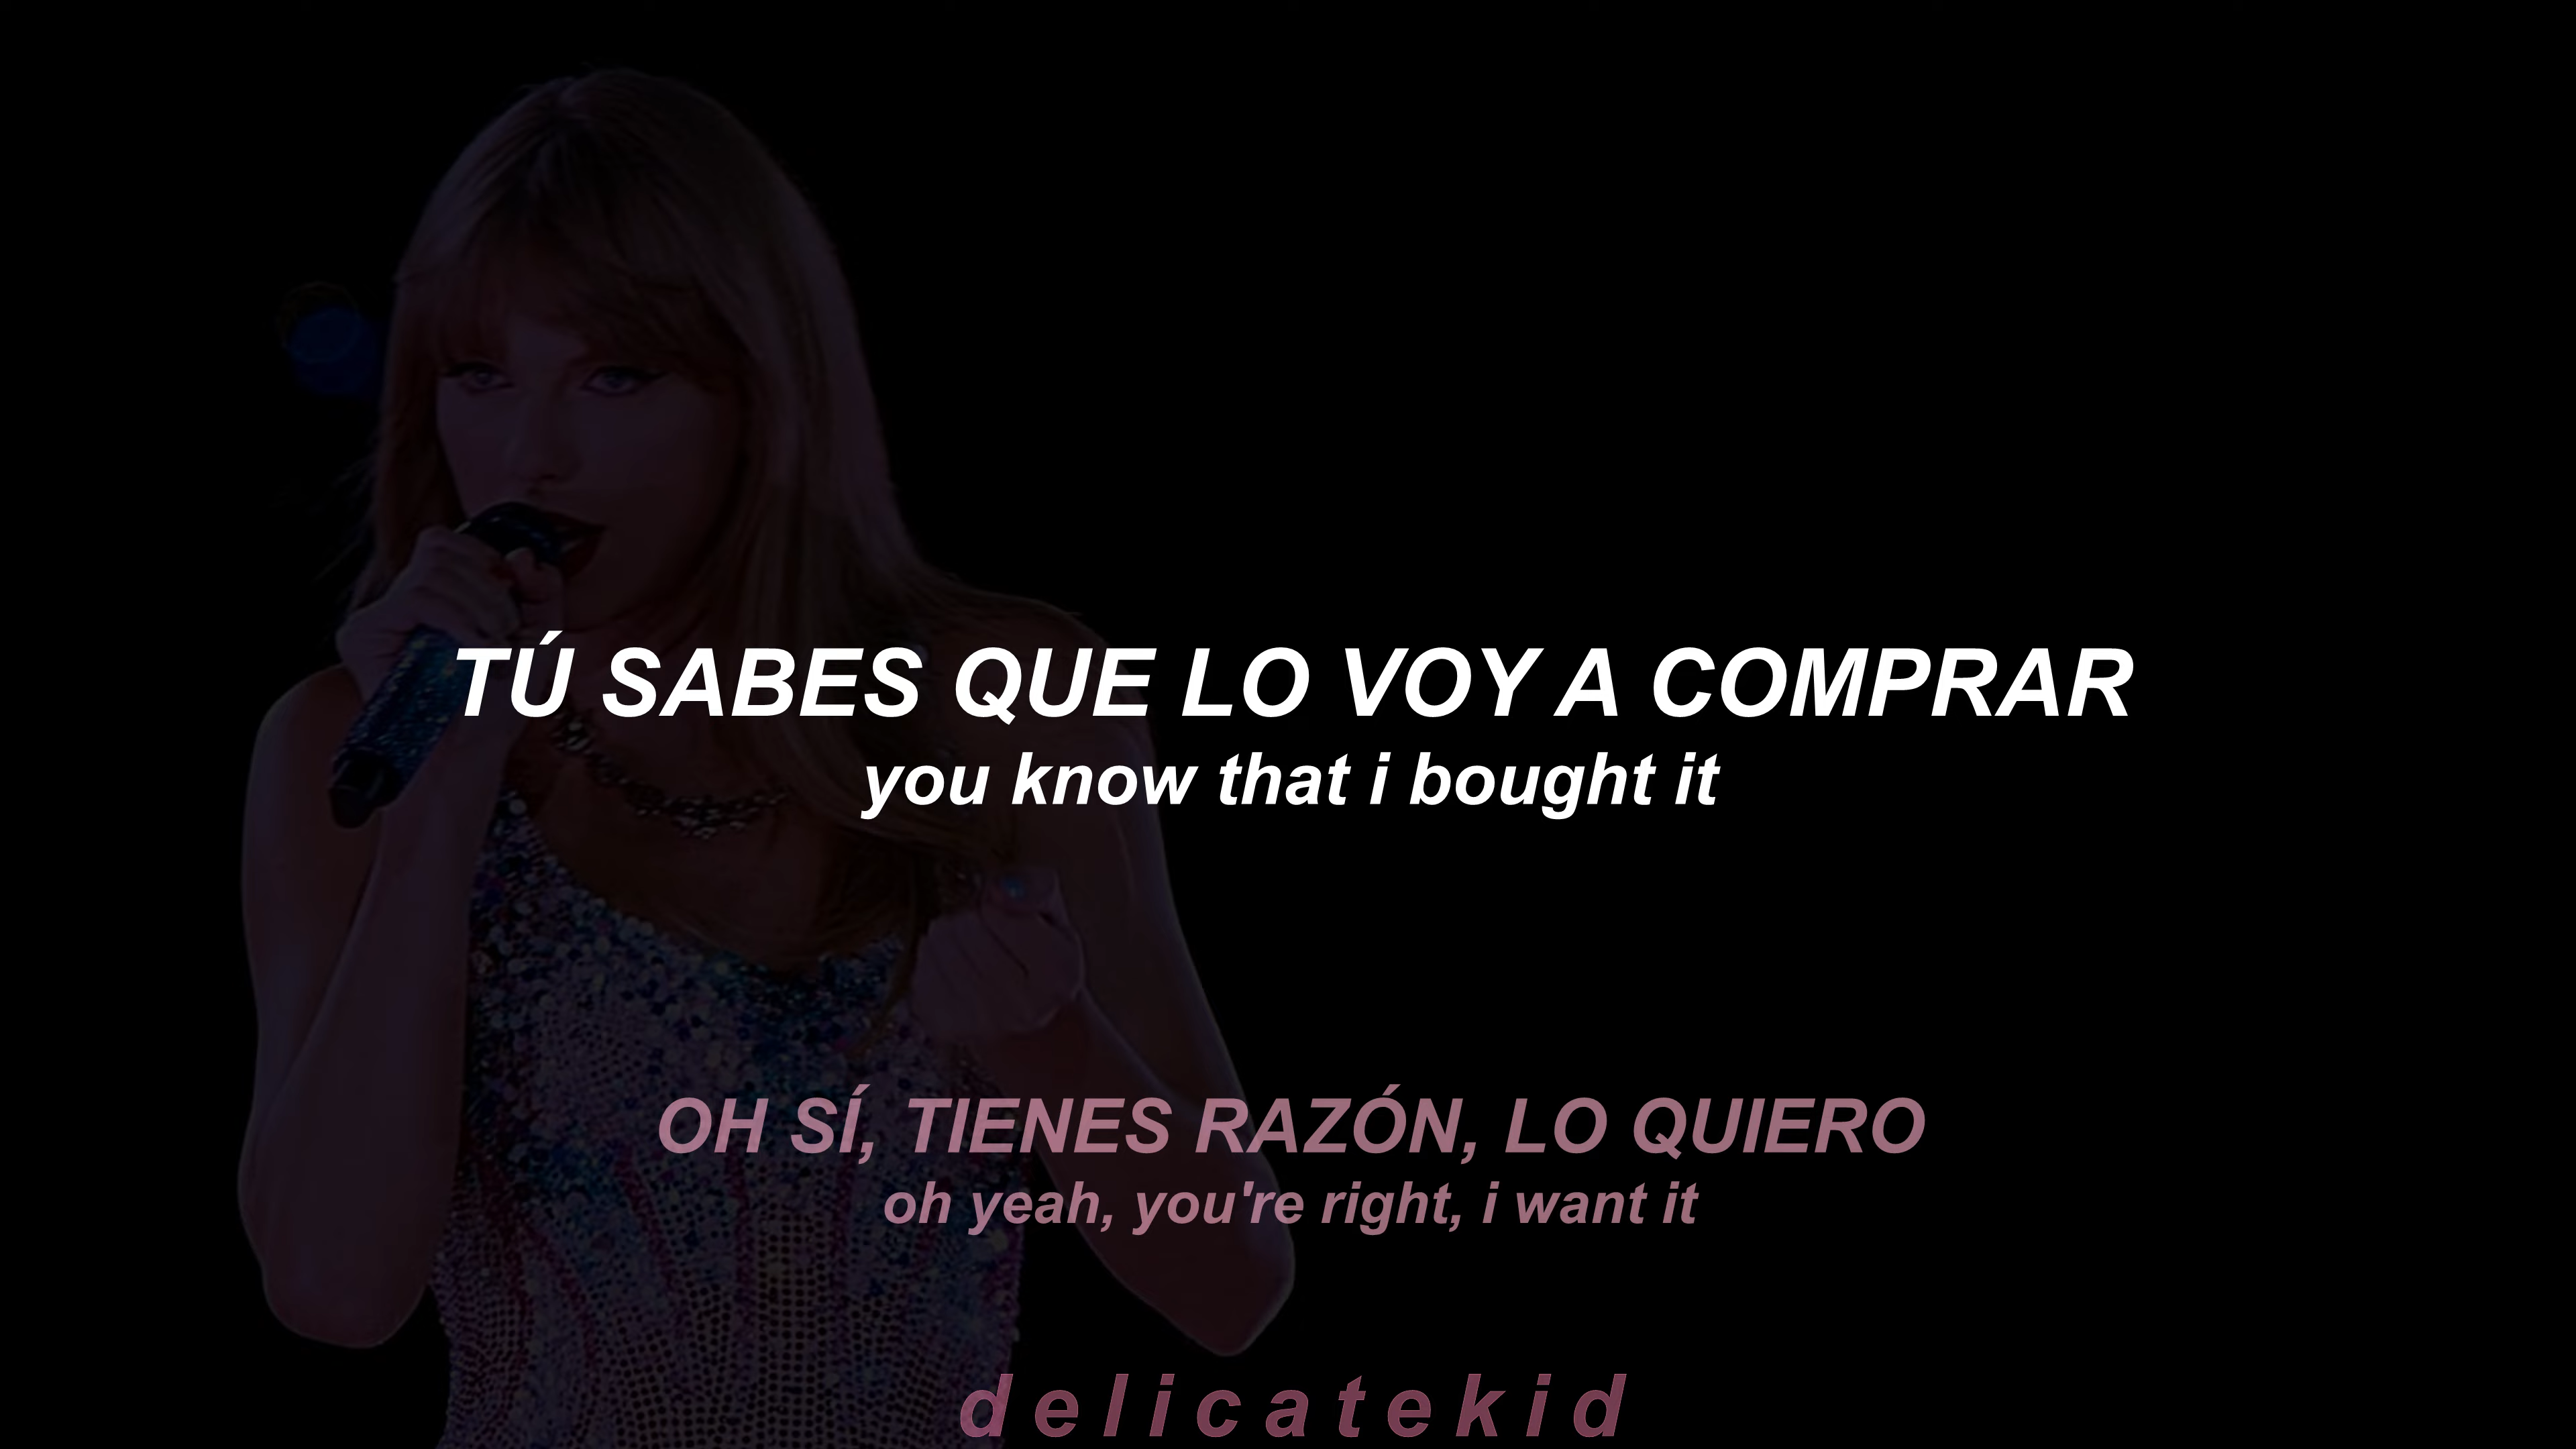 TÚ SABES QUE LO VOY A COMPRAR
you know that i bought it
OH SÍ, TIENES RAZÓN, LO QUIERO
oh yeah, you're right, i want it
delicatekid